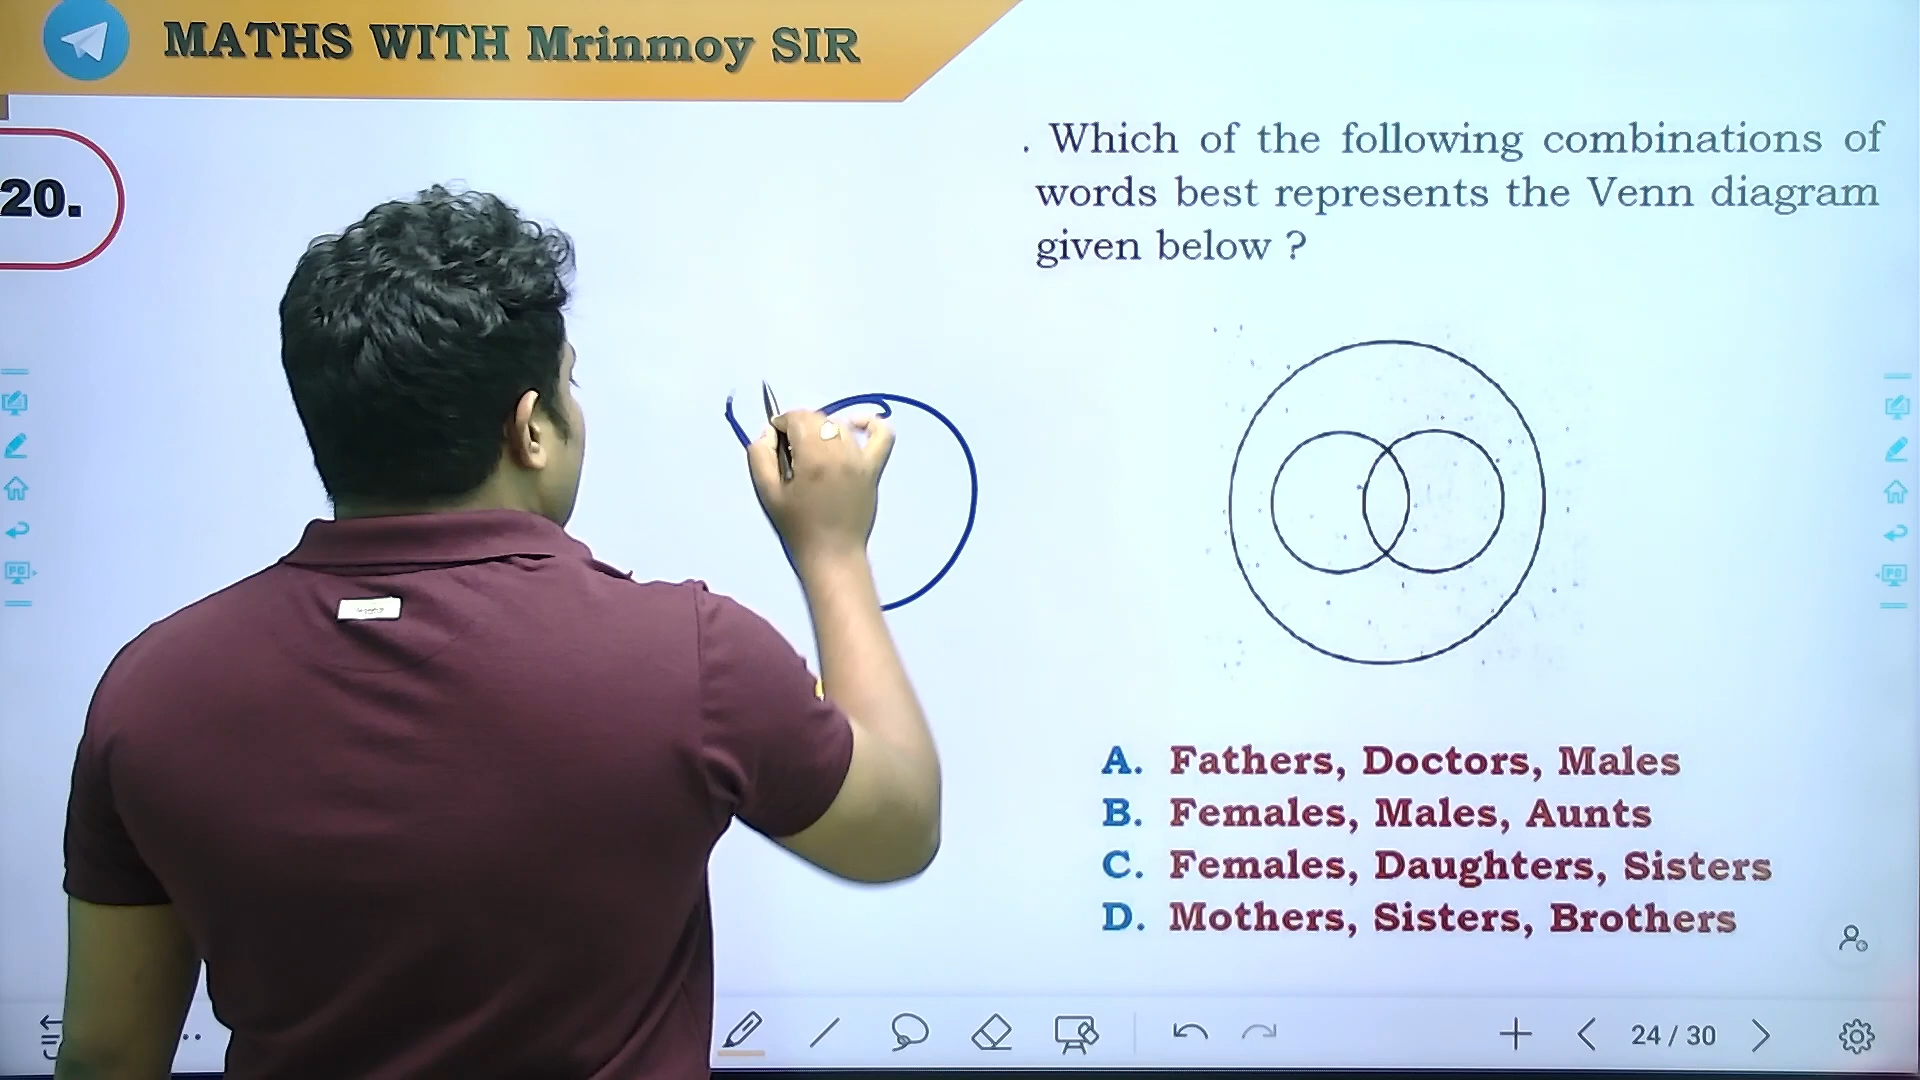 MATHS WITH Mrinmoy SIR
20.
. Which of the following combinations of
words best represents the Venn diagram
given below ?
A. Fathers, Doctors, Males
B. Females, Males, Aunts
C. Females, Daughters, Sisters
D. Mothers, Sisters, Brothers
24 / 30